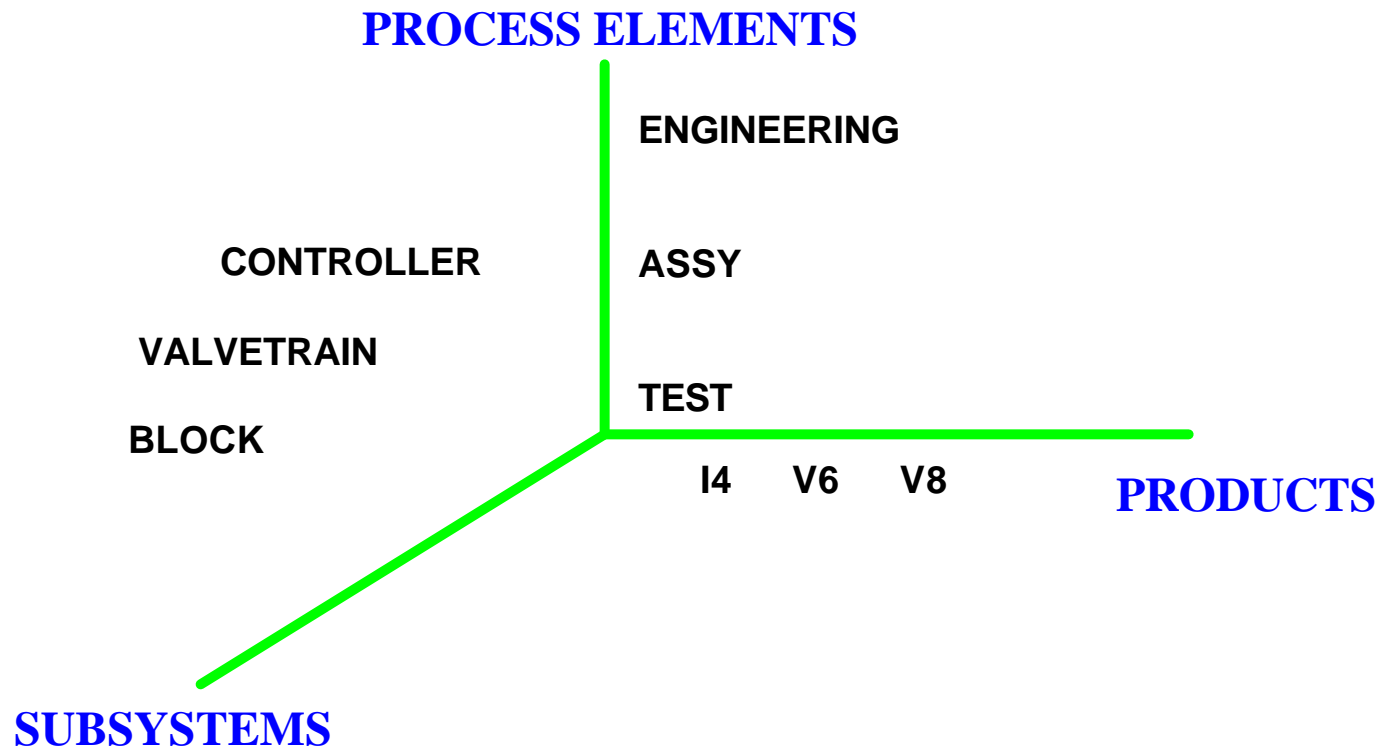 PROCESS ELEMENTS
ENGINEERING
CONTROLLER
ASSY
VALVETRAIN
TEST
BLOCK
I4 V6 V8
PRODUCTS
SUBSYSTEMS